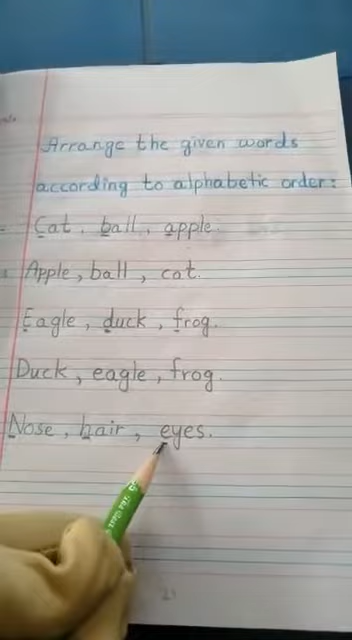 Arrange the given words
according to alphabetic order:
Cat, ball, apple.
Apple, ball, cat.
Eagle, duck, frog.
Duck, eagle, frog.
Nose, hair, eyes.